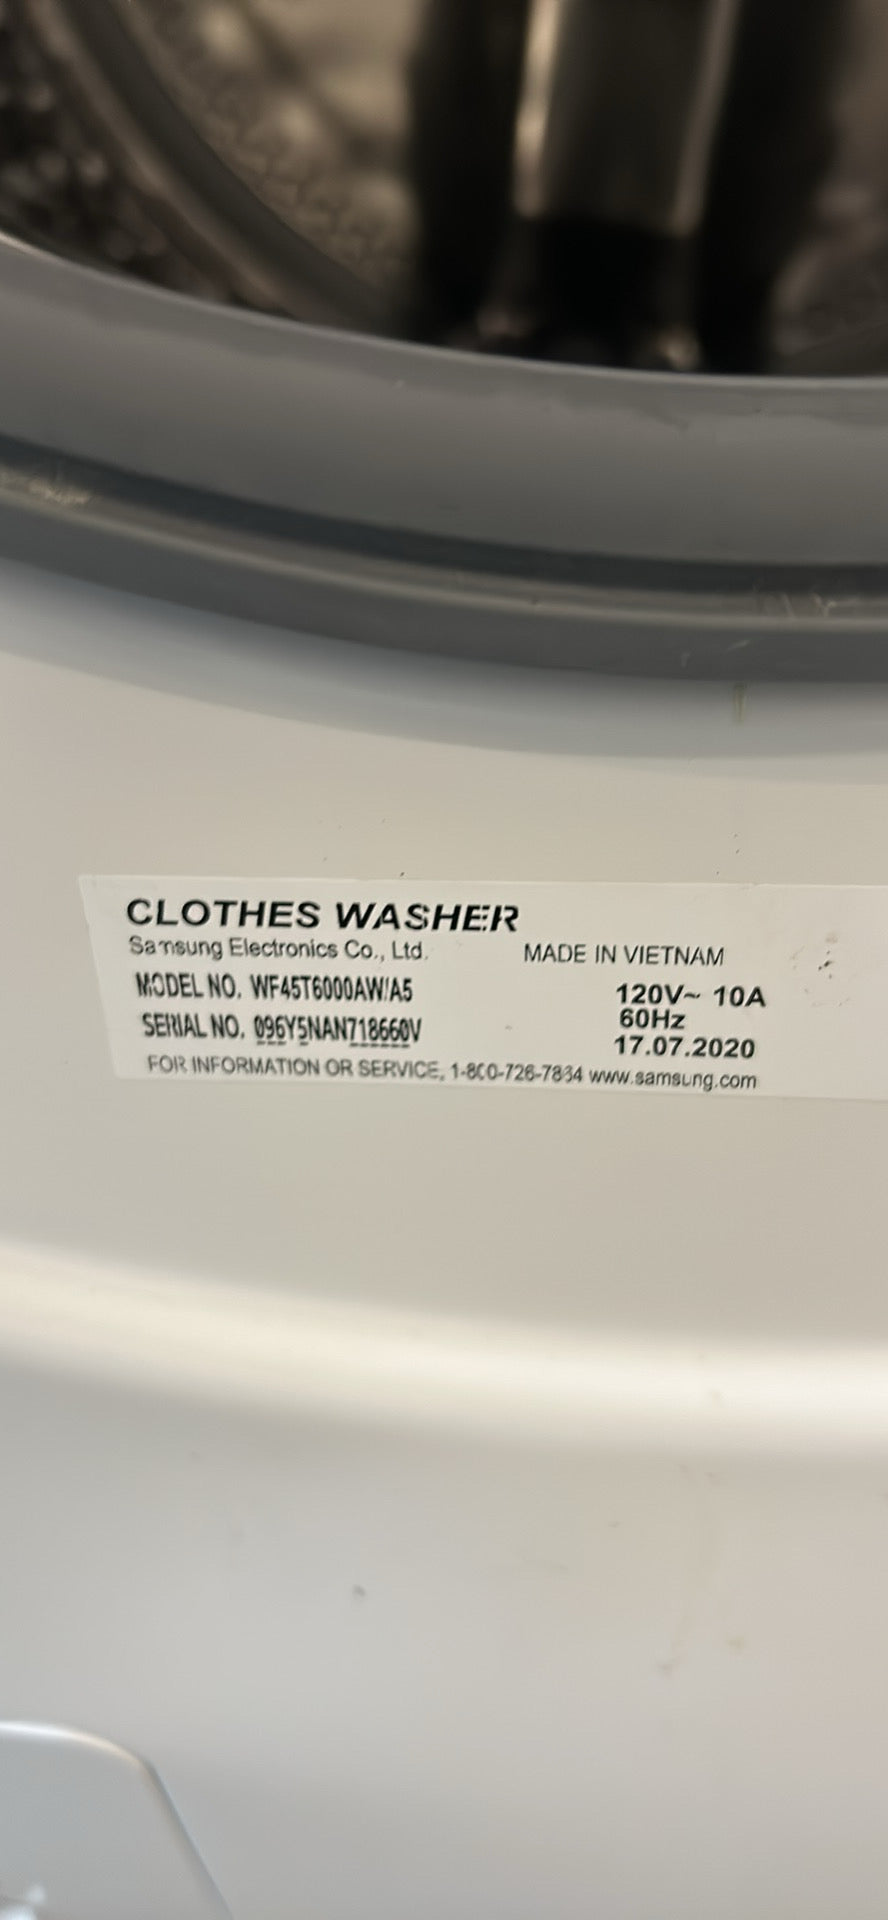 CLOTHES WASHER
Samsung Electronics Co., Ltd. MADE IN VIETNAM
MODEL NO. WF45T6000AW/A5 120V~ 10A
60Hz
SERIAL NO. 096Y5NAN718660V 17.07.2020
FOR INFORMATION OR SERVICE, 1-800-726-7864 www.samsung.com